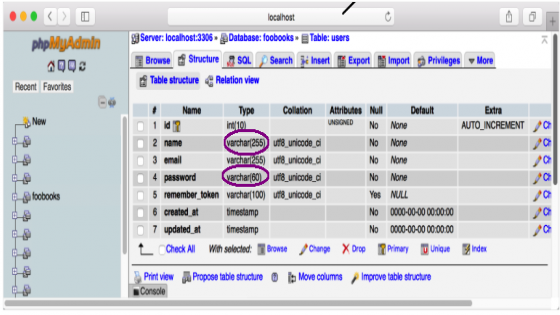 localhost
phpMyAdmin
Recent Favorites
New
foobooks
Server: localhost:3306 » Database: foobooks » Table: users
Browse Structure SQL Search Insert Export Import Privileges More
Table structure Relation view
# Name Type Collation Attributes Null Default Extra
1 id int(10) UNSIGNED No None AUTO_INCREMENT
2 name varchar(255) utf8_unicode_ci No None Ch
3 email varchar(255) utf8_unicode_ci No None Ch
4 password varchar(60) utf8_unicode_ci No None Ch
5 remember_token varchar(100) utf8_unicode_ci Yes NULL Ch
6 created_at timestamp No 0000-00-00 00:00:00 Ch
7 updated_at timestamp No 0000-00-00 00:00:00 Ch
Check All With selected: Browse Change Drop Primary Unique Index
Print view Propose table structure Move columns Improve table structure
Console